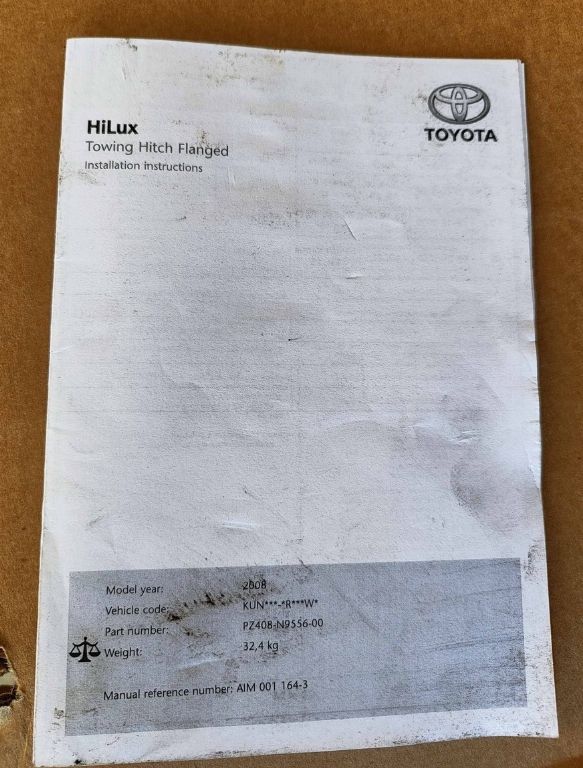 HiLux
Towing Hitch Flanged
Installation instructions
TOYOTA
Model year: 2008
Vehicle code: KUN***-*R***W*
Part number: PZ408-N9556-00
Weight: 32,4 kg
Manual reference number: AIM 001 164-3